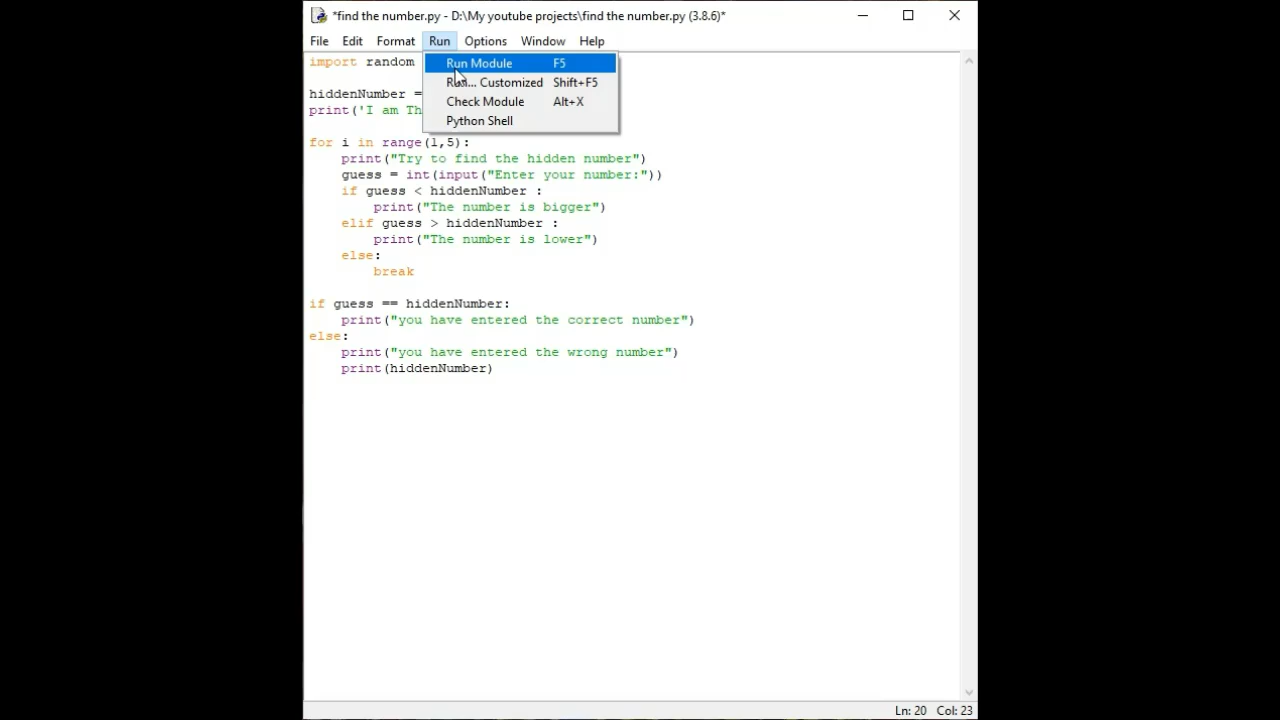 *find the number.py - D:\My youtube projects\find the number.py (3.8.6)*
File Edit Format Run Options Window Help
import random
Run Module F5
Run... Customized Shift+F5
Check Module Alt+X
Python Shell
hiddenNumber =
print('I am Th
for i in range(1,5):
print("Try to find the hidden number")
guess = int(input("Enter your number:"))
if guess < hiddenNumber :
print("The number is bigger")
elif guess > hiddenNumber :
print("The number is lower")
else:
break
if guess == hiddenNumber:
print("you have entered the correct number")
else:
print("you have entered the wrong number")
print(hiddenNumber)
Ln: 20 Col: 23